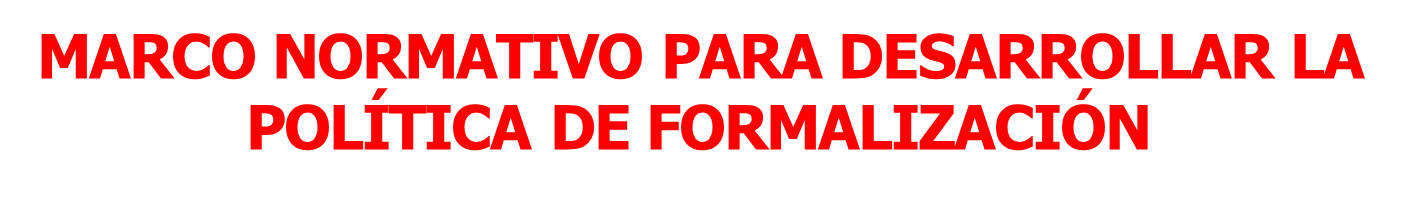 MARCO NORMATIVO PARA DESARROLLAR LA
POLÍTICA DE FORMALIZACIÓN